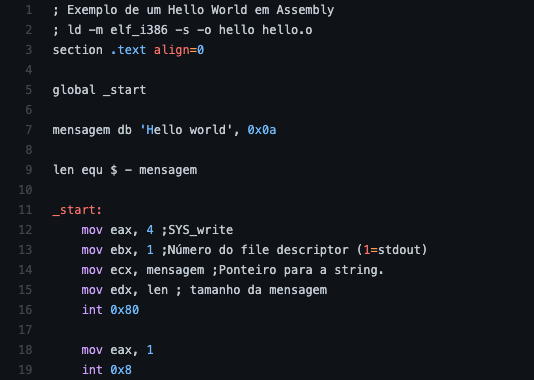 1 ; Exemplo de um Hello World em Assembly
2 ; ld -m elf_i386 -s -o hello hello.o
3 section .text align=0
4
5 global _start
6
7 mensagem db 'Hello world', 0x0a
8
9 len equ $ - mensagem
10
11 _start:
12 mov eax, 4 ;SYS_write
13 mov ebx, 1 ;Número do file descriptor (1=stdout)
14 mov ecx, mensagem ;Ponteiro para a string.
15 mov edx, len ; tamanho da mensagem
16 int 0x80
17
18 mov eax, 1
19 int 0x8